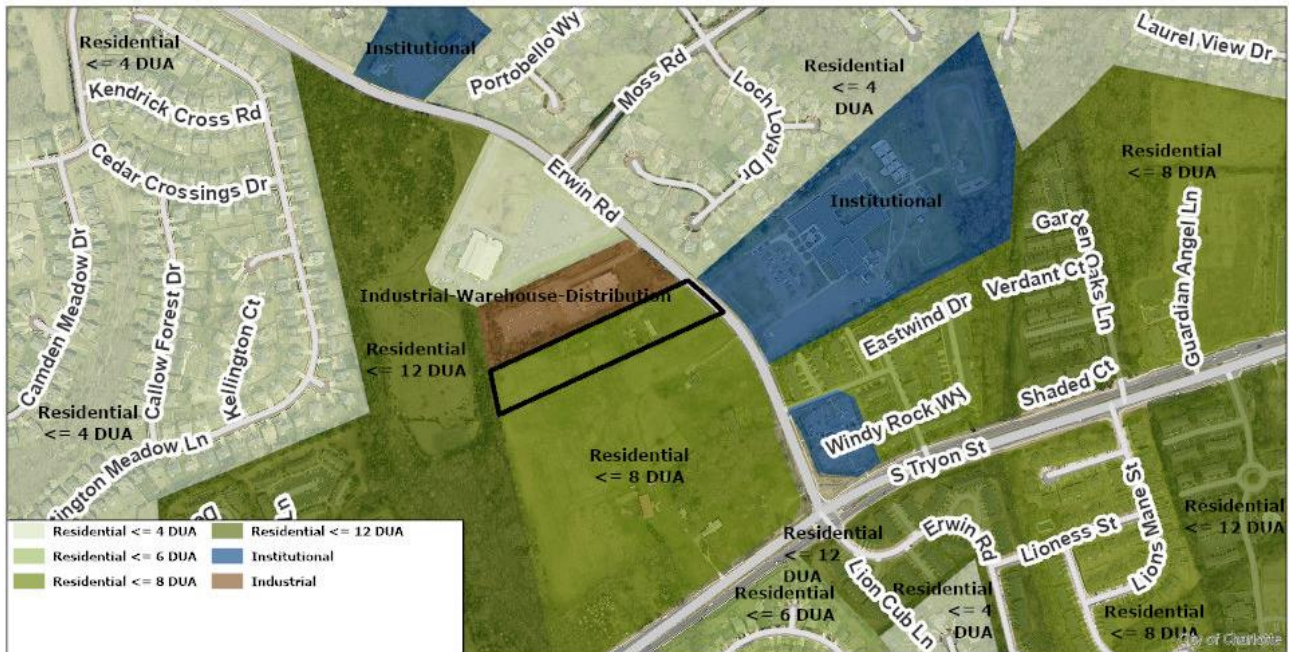 Residential
<= 4 DUA
Institutional
Portobello Wy
Moss Rd
Loch Loyal Dr
Residential
<= 4
DUA
Laurel View Dr
Kendrick Cross Rd
Cedar Crossings Dr
Erwin Rd
Institutional
Residential
<= 8 DUA
Camden Meadow Dr
Callow Forest Dr
Kellington Ct
Industrial-Warehouse-Distribution
Residential
<= 12 DUA
Garden Oaks Ln
Verdant Ct
Guardian Angel Ln
Eastwind Dr
Shaded Ct
Windy Rock Wy
S Tryon St
Residential
<= 4 DUA
tington Meadow Ln
Residential
<= 8 DUA
Residential
<= 12
DUA
Erwin Rd
Lioness St
Lions Mane St
Residential
<= 12 DUA
Lion Cub Ln
Residential
<= 6 DUA
Residential
<= 4
DUA
Residential
<= 8 DUA
Residential <= 4 DUA
Residential <= 12 DUA
Residential <= 6 DUA
Institutional
Residential <= 8 DUA
Industrial
City of Charlotte